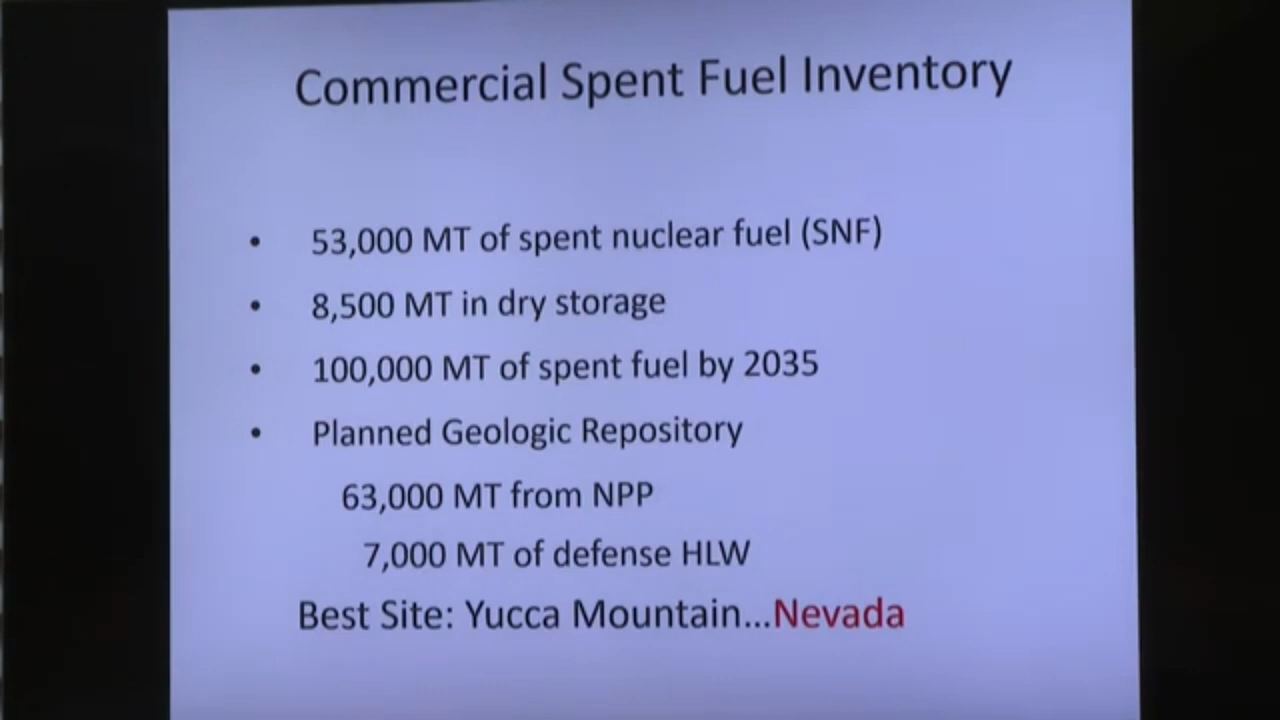 Commercial Spent Fuel Inventory
• 53,000 MT of spent nuclear fuel (SNF)
• 8,500 MT in dry storage
• 100,000 MT of spent fuel by 2035
• Planned Geologic Repository
63,000 MT from NPP
7,000 MT of defense HLW
Best Site: Yucca Mountain...Nevada